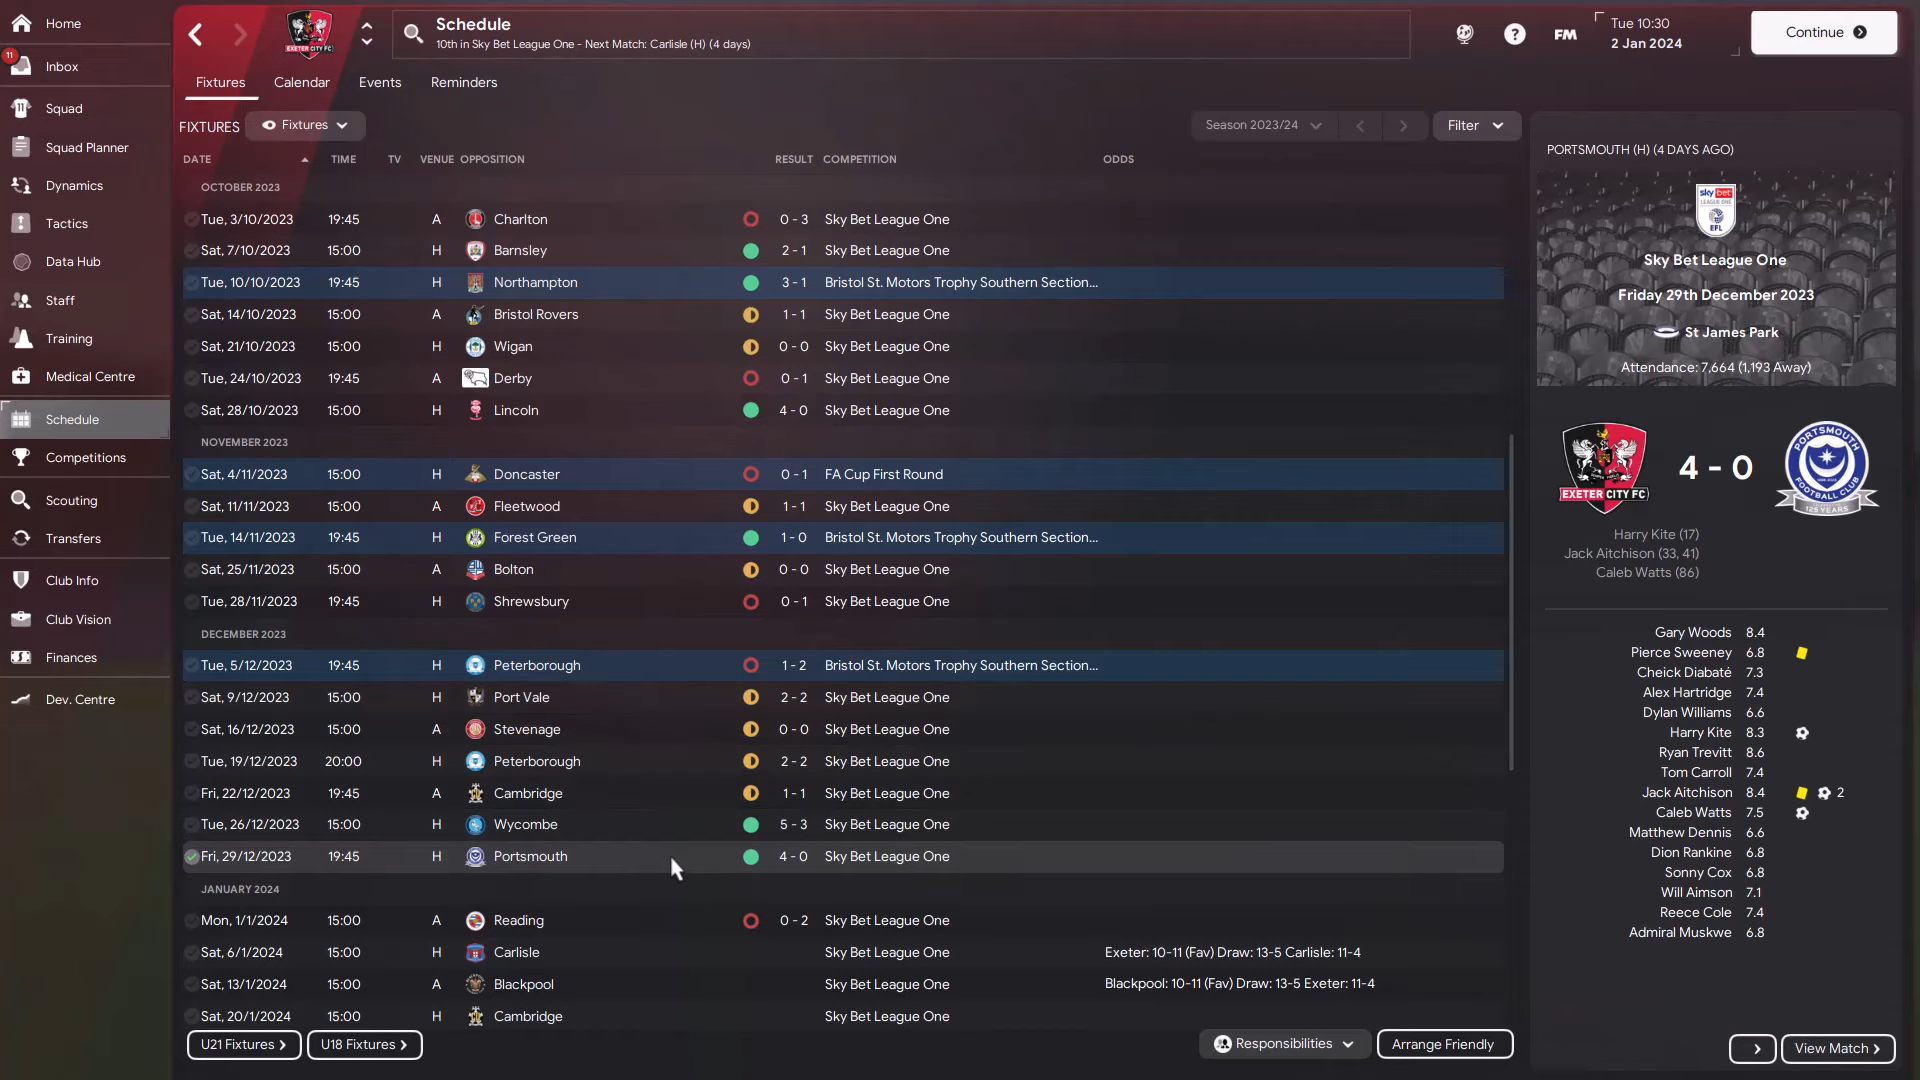 Home
11
Inbox
Squad
Squad Planner
Dynamics
Tactics
Data Hub
Staff
Training
Medical Centre
Schedule
Competitions
Scouting
Transfers
Club Info
Club Vision
Finances
Dev. Centre
EXETER CITY FC
Schedule
10th in Sky Bet League One - Next Match: Carlisle (H) (4 days)
?
FM
Tue 10:30
2 Jan 2024
Continue
Fixtures Calendar Events Reminders
FIXTURES Fixtures Season 2023/24 Filter
DATE TIME TV VENUE OPPOSITION RESULT COMPETITION ODDS
OCTOBER 2023
Tue, 3/10/2023 19:45 A Charlton 0 - 3 Sky Bet League One
Sat, 7/10/2023 15:00 H Barnsley 2 - 1 Sky Bet League One
Tue, 10/10/2023 19:45 H Northampton 3 - 1 Bristol St. Motors Trophy Southern Section...
Sat, 14/10/2023 15:00 A Bristol Rovers 1 - 1 Sky Bet League One
Sat, 21/10/2023 15:00 H Wigan 0 - 0 Sky Bet League One
Tue, 24/10/2023 19:45 A Derby 0 - 1 Sky Bet League One
Sat, 28/10/2023 15:00 H Lincoln 4 - 0 Sky Bet League One
NOVEMBER 2023
Sat, 4/11/2023 15:00 H Doncaster 0 - 1 FA Cup First Round
Sat, 11/11/2023 15:00 A Fleetwood 1 - 1 Sky Bet League One
Tue, 14/11/2023 19:45 H Forest Green 1 - 0 Bristol St. Motors Trophy Southern Section...
Sat, 25/11/2023 15:00 A Bolton 0 - 0 Sky Bet League One
Tue, 28/11/2023 19:45 H Shrewsbury 0 - 1 Sky Bet League One
DECEMBER 2023
Tue, 5/12/2023 19:45 H Peterborough 1 - 2 Bristol St. Motors Trophy Southern Section...
Sat, 9/12/2023 15:00 H Port Vale 2 - 2 Sky Bet League One
Sat, 16/12/2023 15:00 A Stevenage 0 - 0 Sky Bet League One
Tue, 19/12/2023 20:00 H Peterborough 2 - 2 Sky Bet League One
Fri, 22/12/2023 19:45 A Cambridge 1 - 1 Sky Bet League One
Tue, 26/12/2023 15:00 H Wycombe 5 - 3 Sky Bet League One
Fri, 29/12/2023 19:45 H Portsmouth 4 - 0 Sky Bet League One
JANUARY 2024
Mon, 1/1/2024 15:00 A Reading 0 - 2 Sky Bet League One
Sat, 6/1/2024 15:00 H Carlisle Sky Bet League One Exeter: 10-11 (Fav) Draw: 13-5 Carlisle: 11-4
Sat, 13/1/2024 15:00 A Blackpool Sky Bet League One Blackpool: 10-11 (Fav) Draw: 13-5 Exeter: 11-4
Sat, 20/1/2024 15:00 H Cambridge Sky Bet League One
U21 Fixtures U18 Fixtures Responsibilities Arrange Friendly
PORTSMOUTH (H) (4 DAYS AGO)
sky bet
LEAGUE ONE
EFL
Sky Bet League One
Friday 29th December 2023
St James Park
Attendance: 7,664 (1,193 Away)
EXETER CITY FC
4 - 0
PORTSMOUTH
FOOTBALL CLUB
125 YEARS
Harry Kite (17)
Jack Aitchison (33, 41)
Caleb Watts (86)
Gary Woods 8.4
Pierce Sweeney 6.8
Cheick Diabaté 7.3
Alex Hartridge 7.4
Dylan Williams 6.6
Harry Kite 8.3
Ryan Trevitt 8.6
Tom Carroll 7.4
Jack Aitchison 8.4 2
Caleb Watts 7.5
Matthew Dennis 6.6
Dion Rankine 6.8
Sonny Cox 6.8
Will Aimson 7.1
Reece Cole 7.4
Admiral Muskwe 6.8
View Match